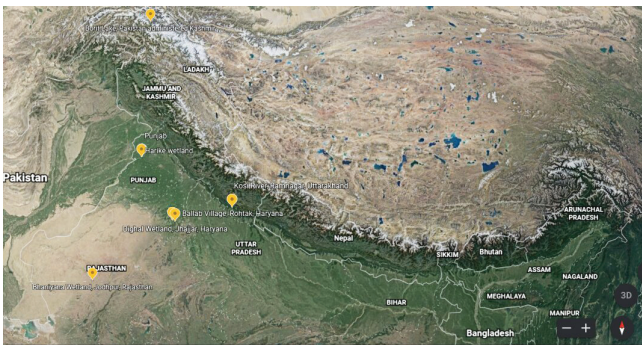 LADAKH
JAMMU AND
KASHMIR
Punjab
Harike wetland
Pakistan
PUNJAB
Kosi River, Ramnagar, Uttarakhand
Ballab Village, Rohtak, Haryana
Dighal Wetland, Jhajjar, Haryana
ARUNACHAL
PRADESH
UTTAR
PRADESH
Nepal
SIKKIM
Bhutan
RAJASTHAN
Bhaniyana Wetland, Jodhpur, Rajasthan
ASSAM
NAGALAND
MEGHALAYA
BIHAR
MANIPUR
Bangladesh
3D